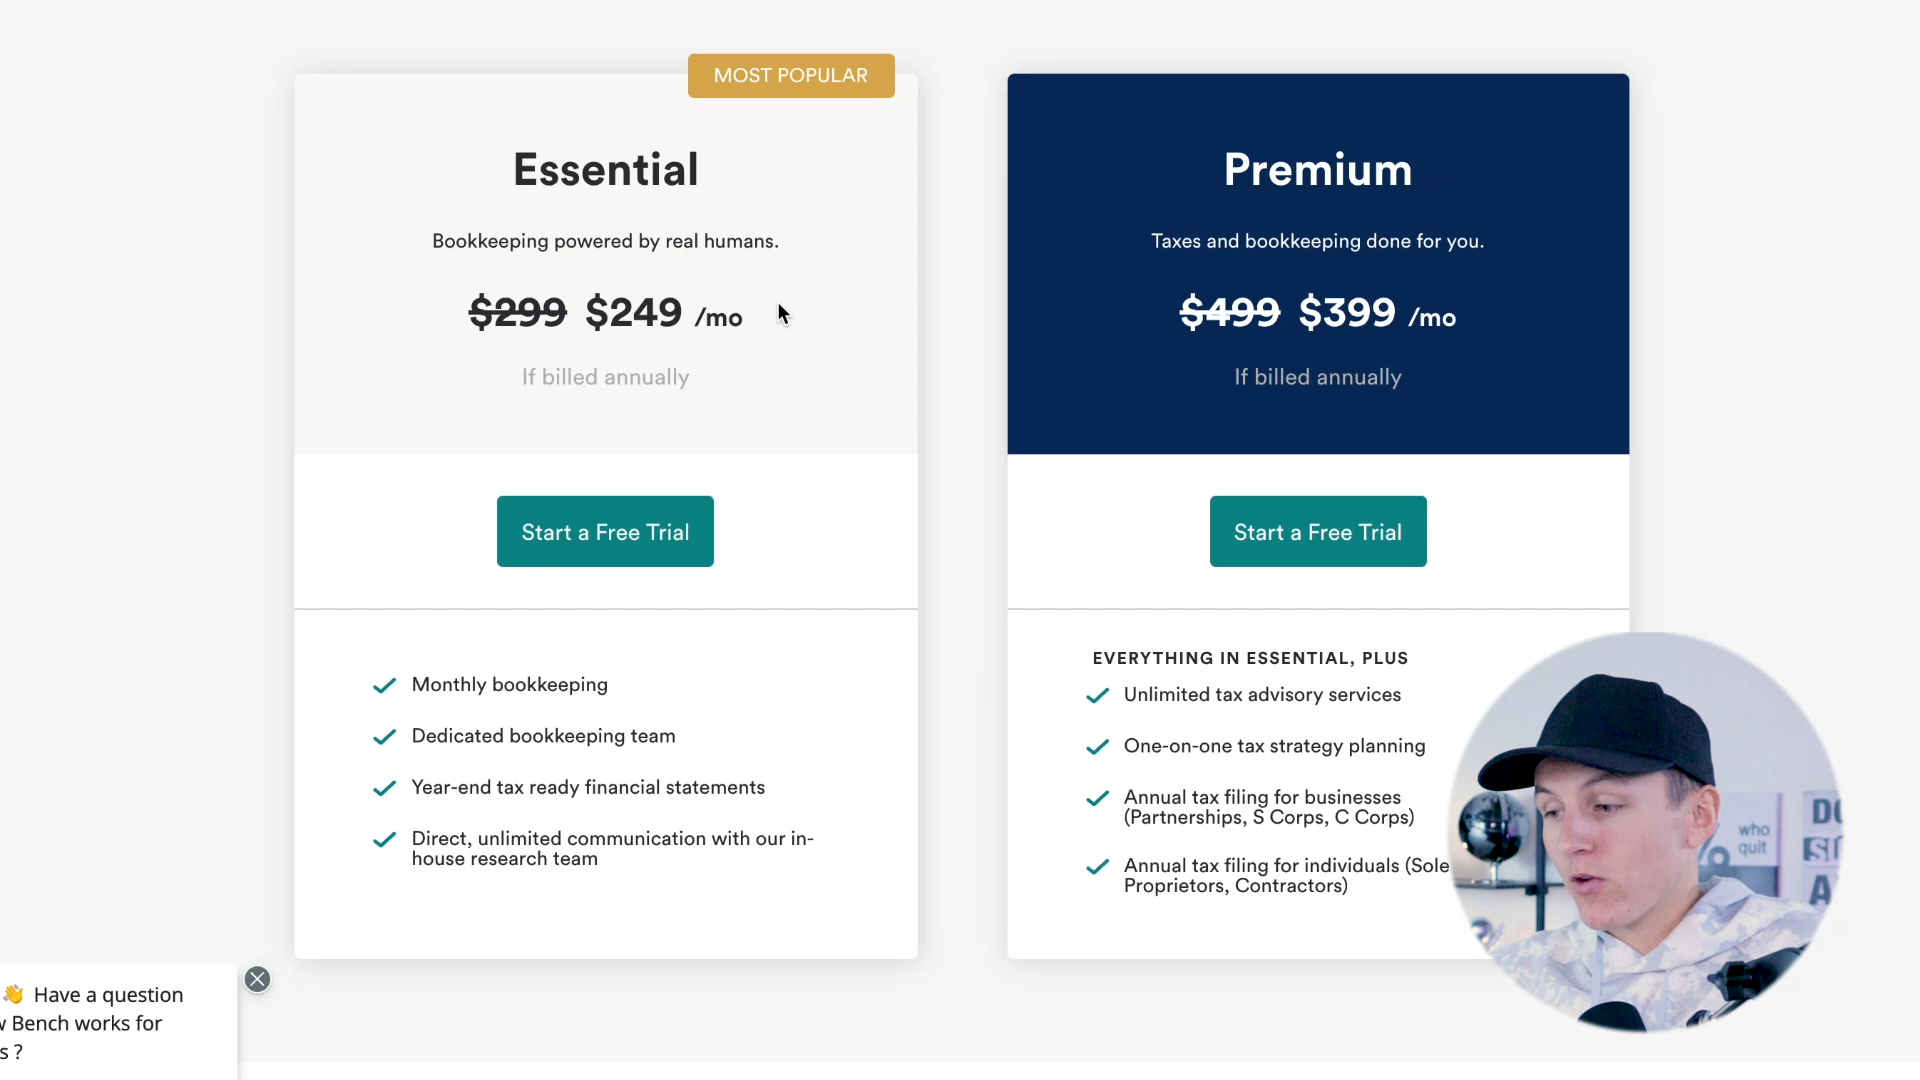 MOST POPULAR
Essential
Bookkeeping powered by real humans.
$299 $249 /mo
If billed annually
Start a Free Trial
Monthly bookkeeping
Dedicated bookkeeping team
Year-end tax ready financial statements
Direct, unlimited communication with our in-
house research team
Premium
Taxes and bookkeeping done for you.
$499 $399 /mo
If billed annually
Start a Free Trial
EVERYTHING IN ESSENTIAL, PLUS
Unlimited tax advisory services
One-on-one tax strategy planning
Annual tax filing for businesses
(Partnerships, S Corps, C Corps)
Annual tax filing for individuals (Sole
Proprietors, Contractors)
who
quit
👋 Have a question
w Bench works for
s ?